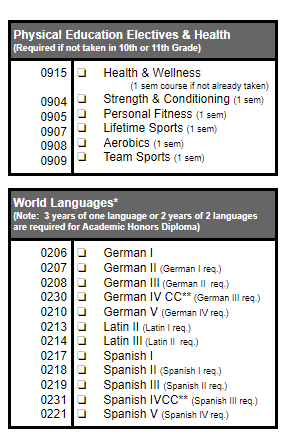 Physical Education Electives & Health
(Required if not taken in 10th or 11th Grade)
0915 ❑ Health & Wellness
(1 sem course if not already taken)
0904 ❑ Strength & Conditioning (1 sem)
0905 ❑ Personal Fitness (1 sem)
0907 ❑ Lifetime Sports (1 sem)
0908 ❑ Aerobics (1 sem)
0909 ❑ Team Sports (1 sem)
World Languages*
(Note: 3 years of one language or 2 years of 2 languages
are required for Academic Honors Diploma)
0206 ❑ German I
0207 ❑ German II (German I req.)
0208 ❑ German III (German II req.)
0230 ❑ German IV CC** (German III req.)
0210 ❑ German V (German IV req.)
0213 ❑ Latin II (Latin I req.)
0214 ❑ Latin III (Latin II req.)
0217 ❑ Spanish I
0218 ❑ Spanish II (Spanish I req.)
0219 ❑ Spanish III (Spanish II req.)
0231 ❑ Spanish IVCC** (Spanish III req.)
0221 ❑ Spanish V (Spanish IV req.)